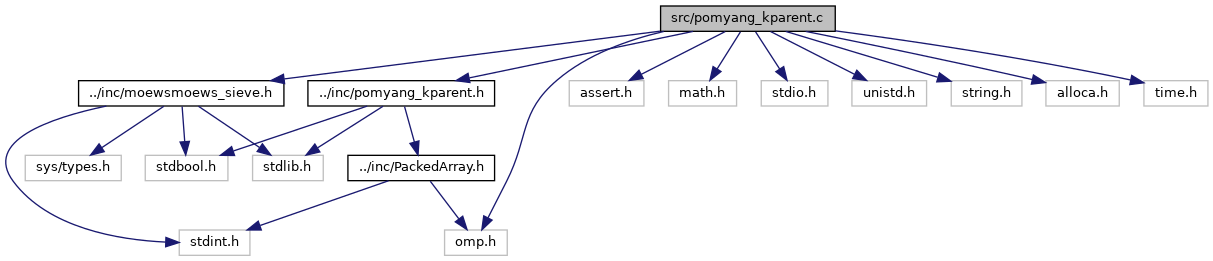 src/pomyang_kparent.c
../inc/moewsmoews_sieve.h
../inc/pomyang_kparent.h
assert.h
math.h
stdio.h
unistd.h
string.h
alloca.h
time.h
sys/types.h
stdbool.h
stdlib.h
../inc/PackedArray.h
stdint.h
omp.h